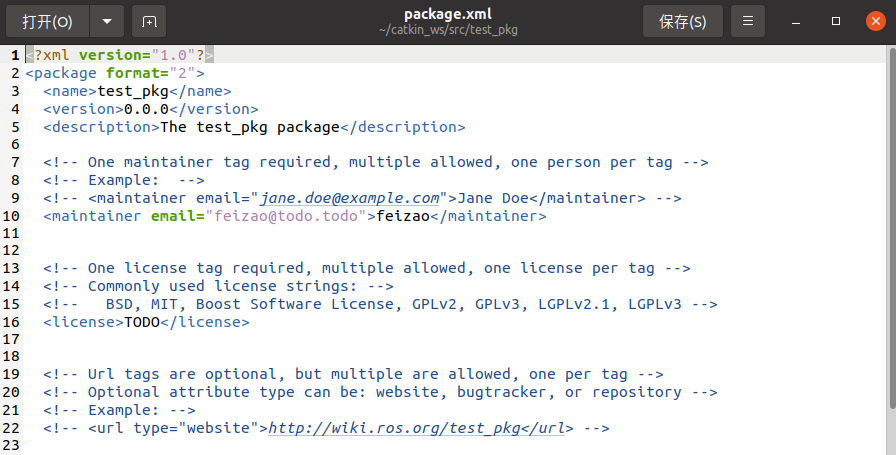 打开(O)
package.xml
~/catkin_ws/src/test_pkg
保存(S)
1 <?xml version="1.0"?>
2 <package format="2">
3   <name>test_pkg</name>
4   <version>0.0.0</version>
5   <description>The test_pkg package</description>
6
7   <!-- One maintainer tag required, multiple allowed, one person per tag -->
8   <!-- Example:  -->
9   <!-- <maintainer email="jane.doe@example.com">Jane Doe</maintainer> -->
10   <maintainer email="feizao@todo.todo">feizao</maintainer>
11
12
13   <!-- One license tag required, multiple allowed, one license per tag -->
14   <!-- Commonly used license strings: -->
15   <!--   BSD, MIT, Boost Software License, GPLv2, GPLv3, LGPLv2.1, LGPLv3 -->
16   <license>TODO</license>
17
18
19   <!-- Url tags are optional, but multiple are allowed, one per tag -->
20   <!-- Optional attribute type can be: website, bugtracker, or repository -->
21   <!-- Example: -->
22   <!-- <url type="website">http://wiki.ros.org/test_pkg</url> -->
23